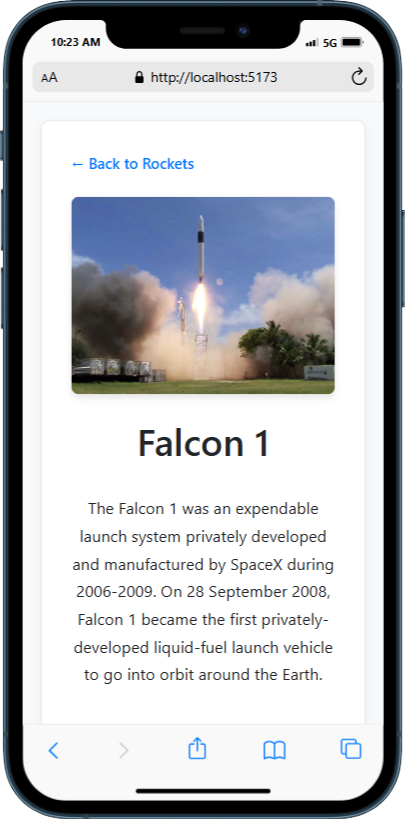 10:23 AM
5G
AA
http://localhost:5173
← Back to Rockets
Falcon 1
The Falcon 1 was an expendable
launch system privately developed
and manufactured by SpaceX during
2006-2009. On 28 September 2008,
Falcon 1 became the first privately-
developed liquid-fuel launch vehicle
to go into orbit around the Earth.